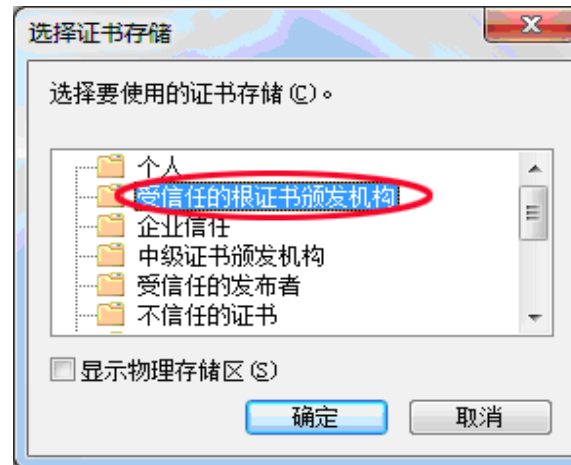 选择证书存储
选择要使用的证书存储(C)。
个人
受信任的根证书颁发机构
企业信任
中级证书颁发机构
受信任的发布者
不信任的证书
显示物理存储区(S)
确定
取消